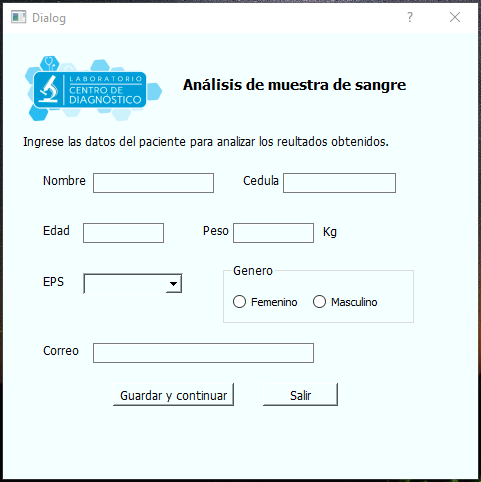 Dialog
LABORATORIO
CENTRO DE
DIAGNÓSTICO
Análisis de muestra de sangre
Ingrese las datos del paciente para analizar los reultados obtenidos.
Nombre Cedula
Edad Peso Kg
EPS Genero
Femenino Masculino
Correo
Guardar y continuar Salir